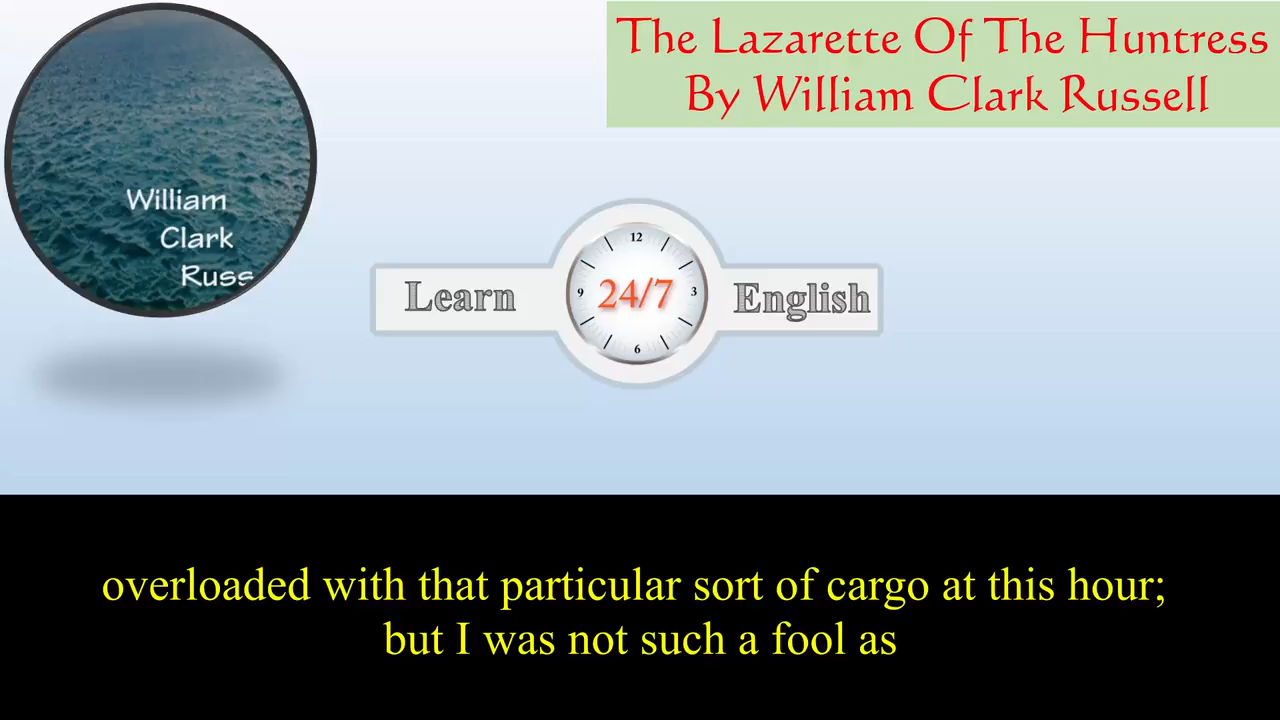 The Lazarette Of The Huntress
By William Clark Russell
William
Clark
Russ
Learn
12
9
24/7
3
6
English
overloaded with that particular sort of cargo at this hour;
but I was not such a fool as